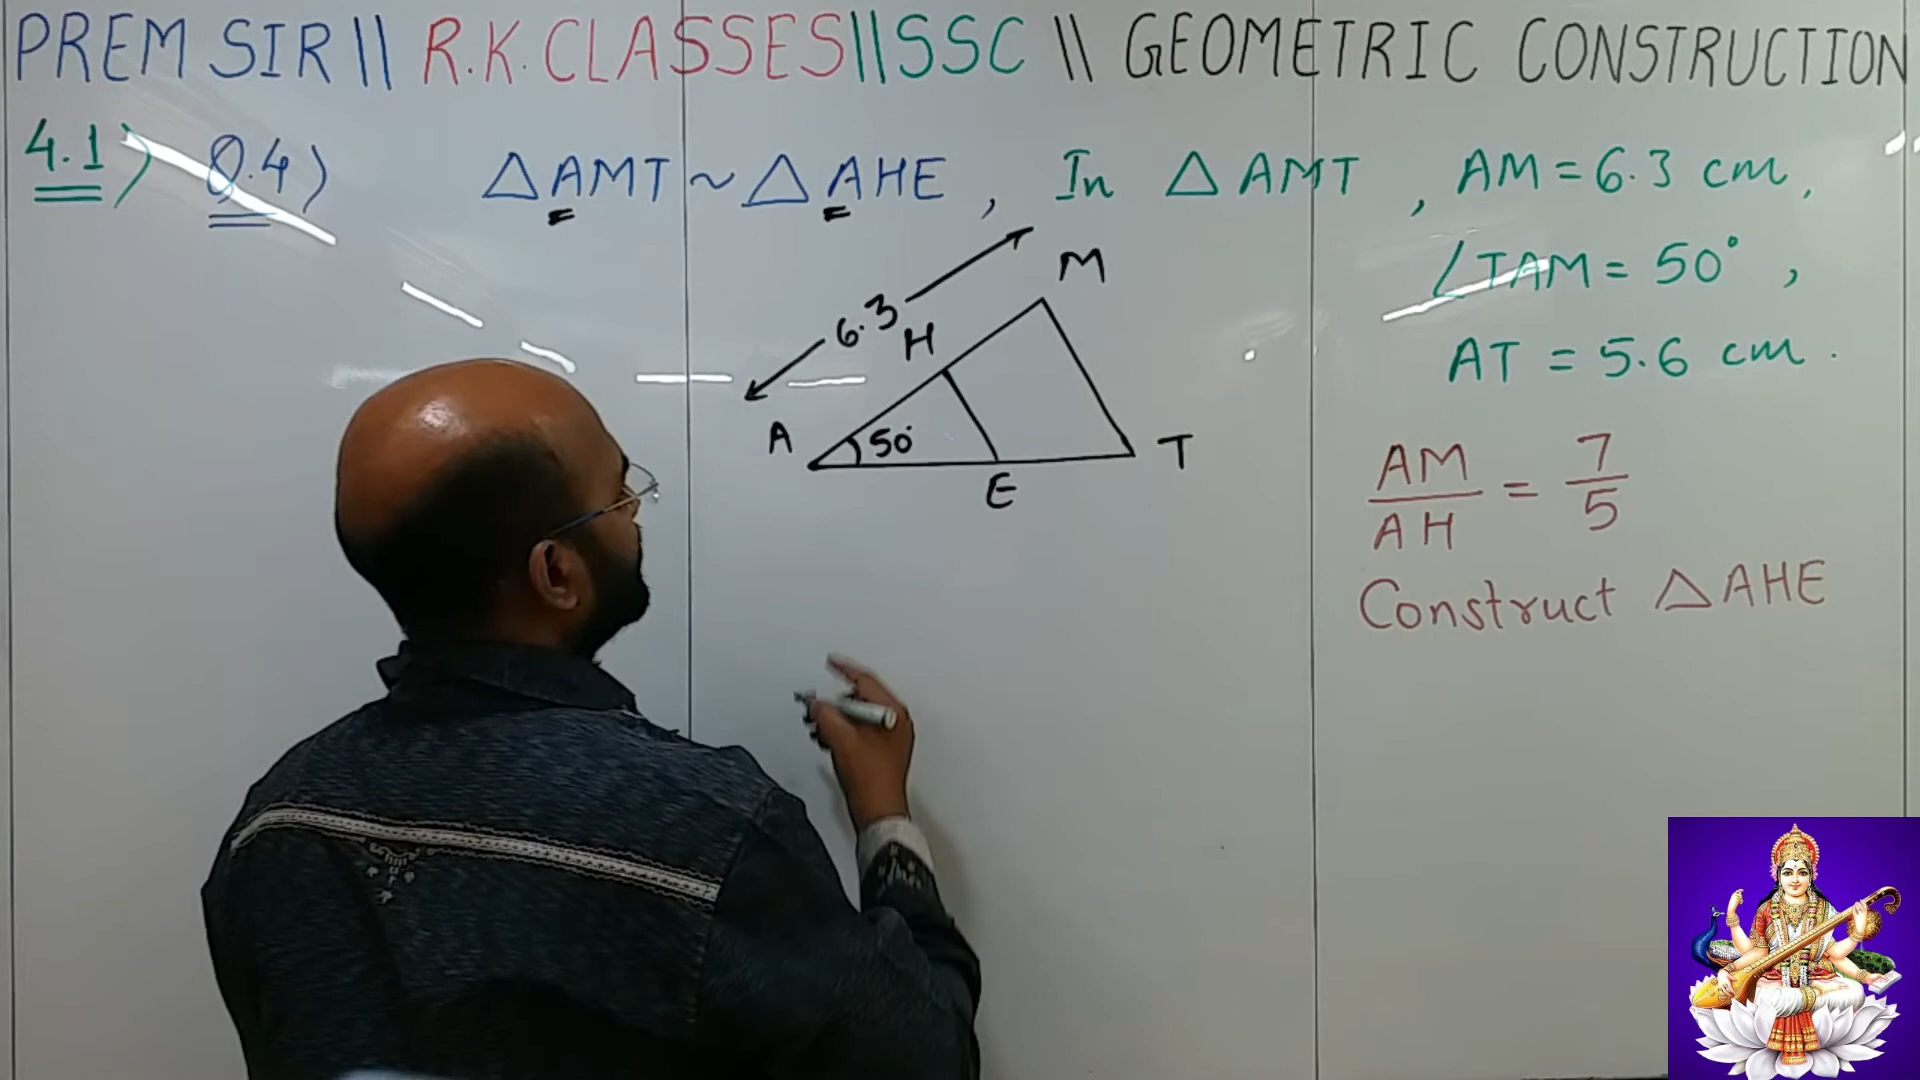 PREM SIR || R.K. CLASSES || SSC \\ GEOMETRIC CONSTRUCTION
4.1) Q.4) △AMT ~ △AHE , In △AMT , AM = 6.3 cm,
∠TAM = 50° ,
AT = 5.6 cm .
M
6.3
H
A 50° T
E
AM/AH = 7/5
Construct △AHE